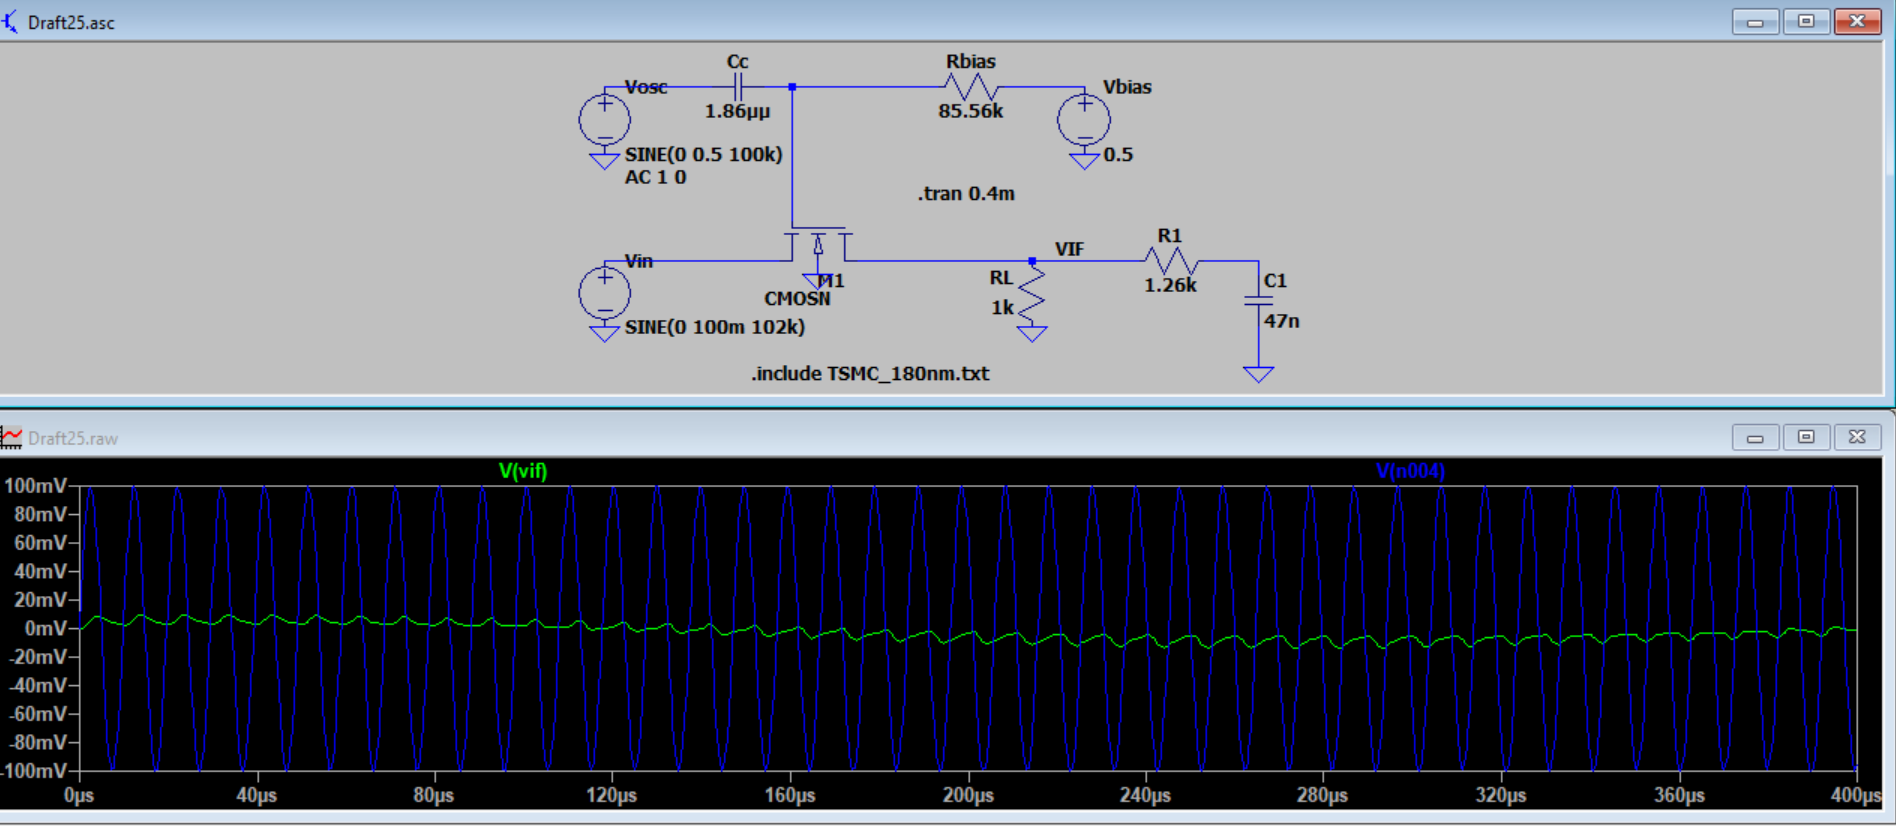 Draft25.asc
Cc
Rbias
Vosc
Vbias
1.86µµ
85.56k
SINE(0 0.5 100k)
0.5
AC 1 0
.tran 0.4m
R1
VIF
Vin
RL
M1
1.26k
C1
CMOSN
1k
47n
SINE(0 100m 102k)
.include TSMC_180nm.txt
Draft25.raw
V(vif)
V(n004)
100mV
80mV
60mV
40mV
20mV
0mV
-20mV
-40mV
-60mV
-80mV
-100mV
0µs
40µs
80µs
120µs
160µs
200µs
240µs
280µs
320µs
360µs
400µs